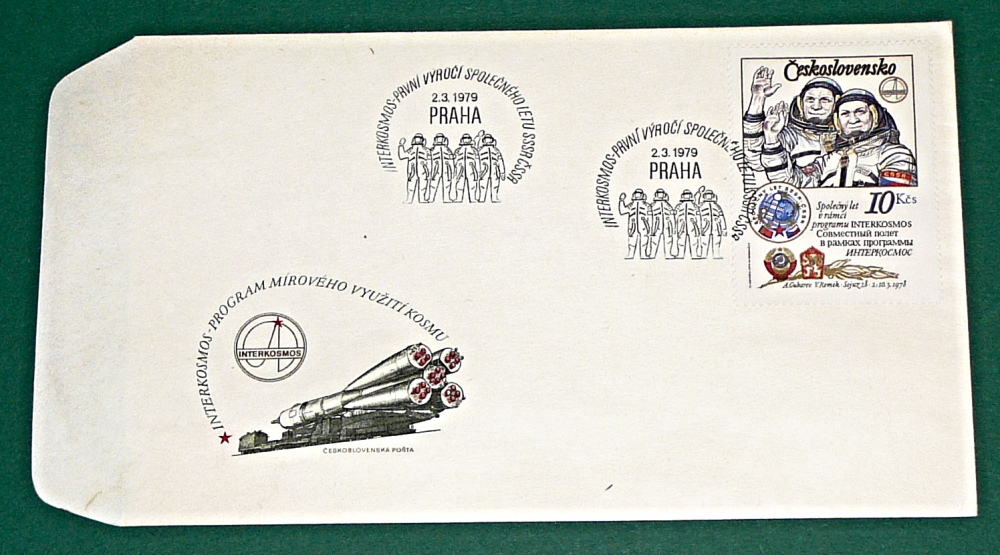 INTERKOSMOS-PRVNÍ VÝROČÍ SPOLEČNÉHO LETU SSSR ČSSR
2.3.1979
PRAHA
INTERKOSMOS-PRVNÍ VÝROČÍ SPOLEČNÉHO LETU SSSR ČSSR
2.3.1979
PRAHA
Československo
СССР
10 Kčs
Společný let
v rámci
programu INTERKOSMOS
Совместный полет
в рамках программы
ИНТЕРКОСМОС
A.Gubarev V.Remek · Sojuz 28 · 2.-10.3.1978
INTERKOSMOS-PROGRAM MÍROVÉHO VYUŽITÍ KOSMU
INTERKOSMOS
ČESKOSLOVENSKÁ POŠTA